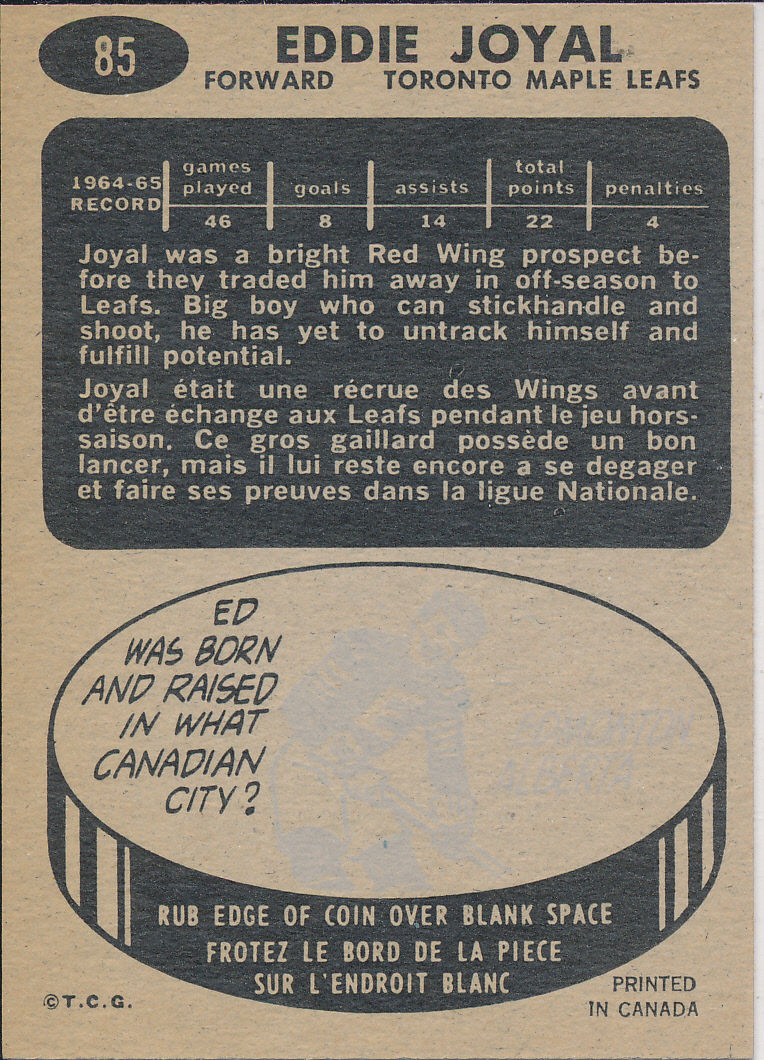 85
EDDIE JOYAL
FORWARD TORONTO MAPLE LEAFS
1964-65 RECORD games played goals assists total points penalties
46 8 14 22 4
Joyal was a bright Red Wing prospect be-
fore they traded him away in off-season to
Leafs. Big boy who can stickhandle and
shoot, he has yet to untrack himself and
fulfill potential.
Joyal était une récrue des Wings avant
d'être échange aux Leafs pendant le jeu hors-
saison. Ce gros gaillard possède un bon
lancer, mais il lui reste encore a se degager
et faire ses preuves dans la ligue Nationale.
ED
WAS BORN
AND RAISED
IN WHAT
CANADIAN
CITY?
EDMONTON
ALBERTA
RUB EDGE OF COIN OVER BLANK SPACE
FROTEZ LE BORD DE LA PIECE
SUR L'ENDROIT BLANC
©T.C.G.
PRINTED
IN CANADA